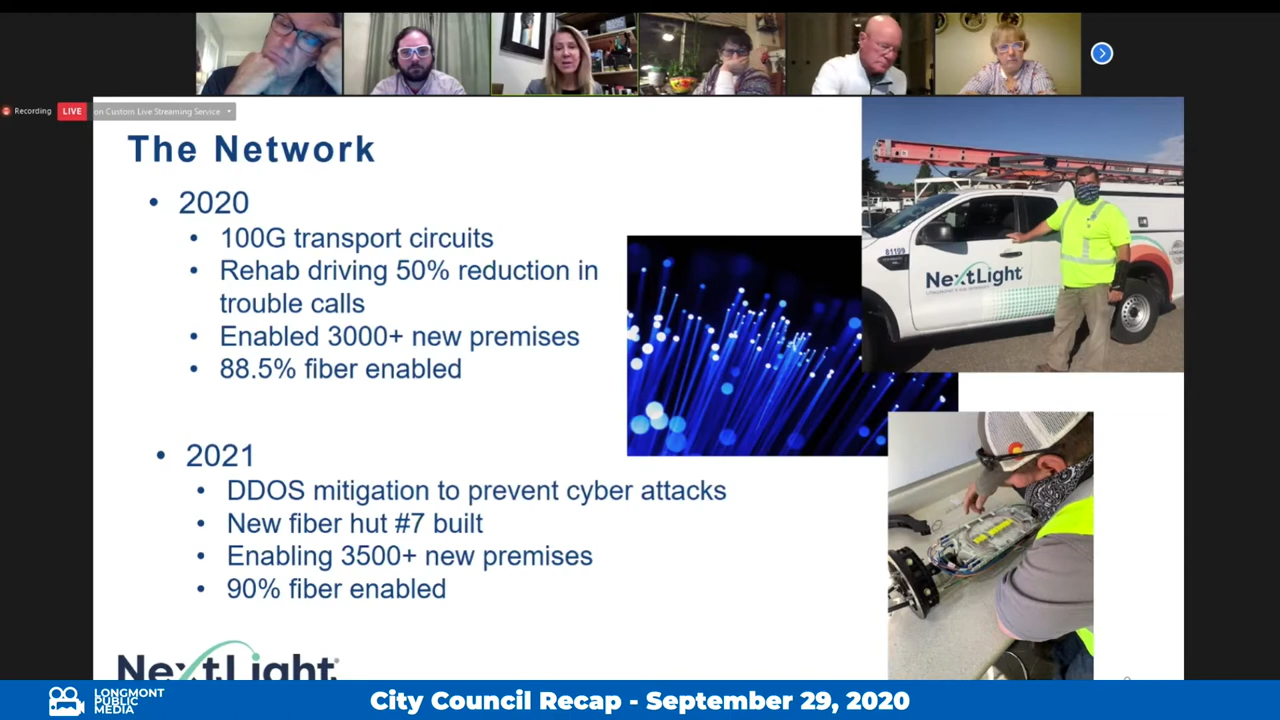 Recording
LIVE
on Custom Live Streaming Service
The Network
• 2020
• 100G transport circuits
• Rehab driving 50% reduction in
trouble calls
• Enabled 3000+ new premises
• 88.5% fiber enabled
• 2021
• DDOS mitigation to prevent cyber attacks
• New fiber hut #7 built
• Enabling 3500+ new premises
• 90% fiber enabled
81199
NextLight
NextLight®
LONGMONT
PUBLIC
MEDIA
City Council Recap - September 29, 2020